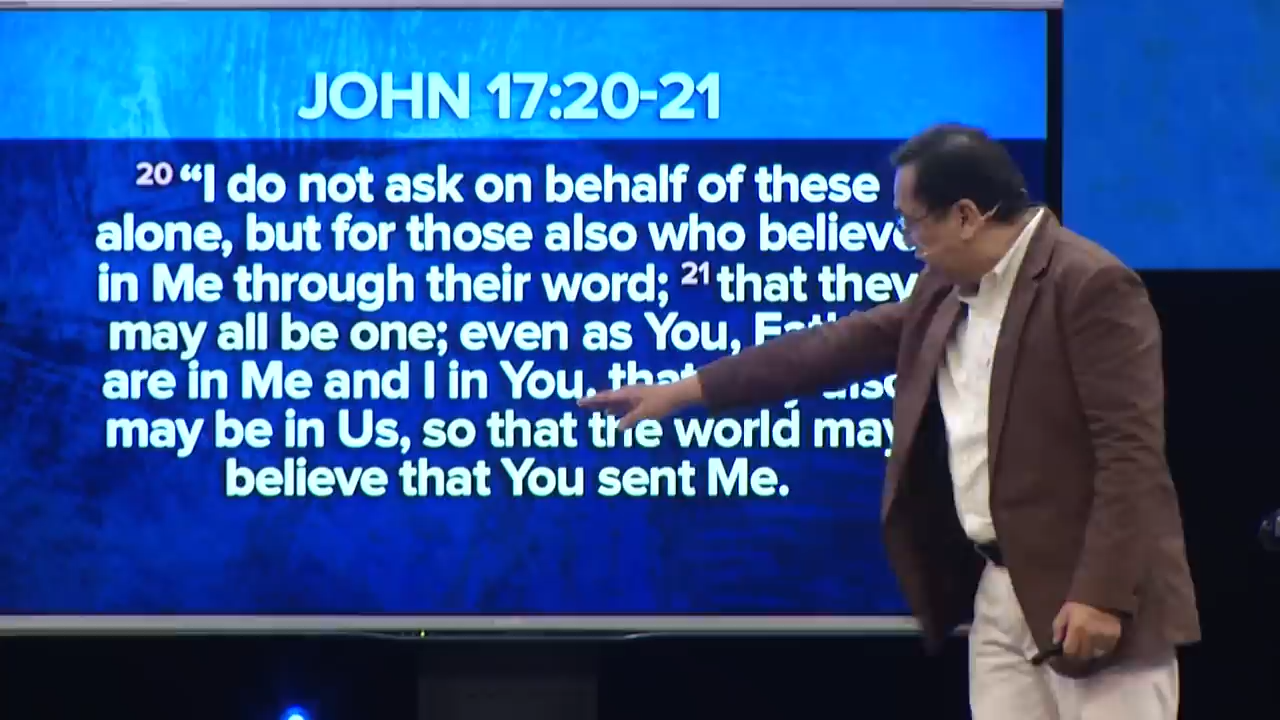 JOHN 17:20-21
20 “I do not ask on behalf of these
alone, but for those also who believe
in Me through their word; 21 that they
may all be one; even as You,
are in Me and I in You, that also
may be in Us, so that the world may
believe that You sent Me.